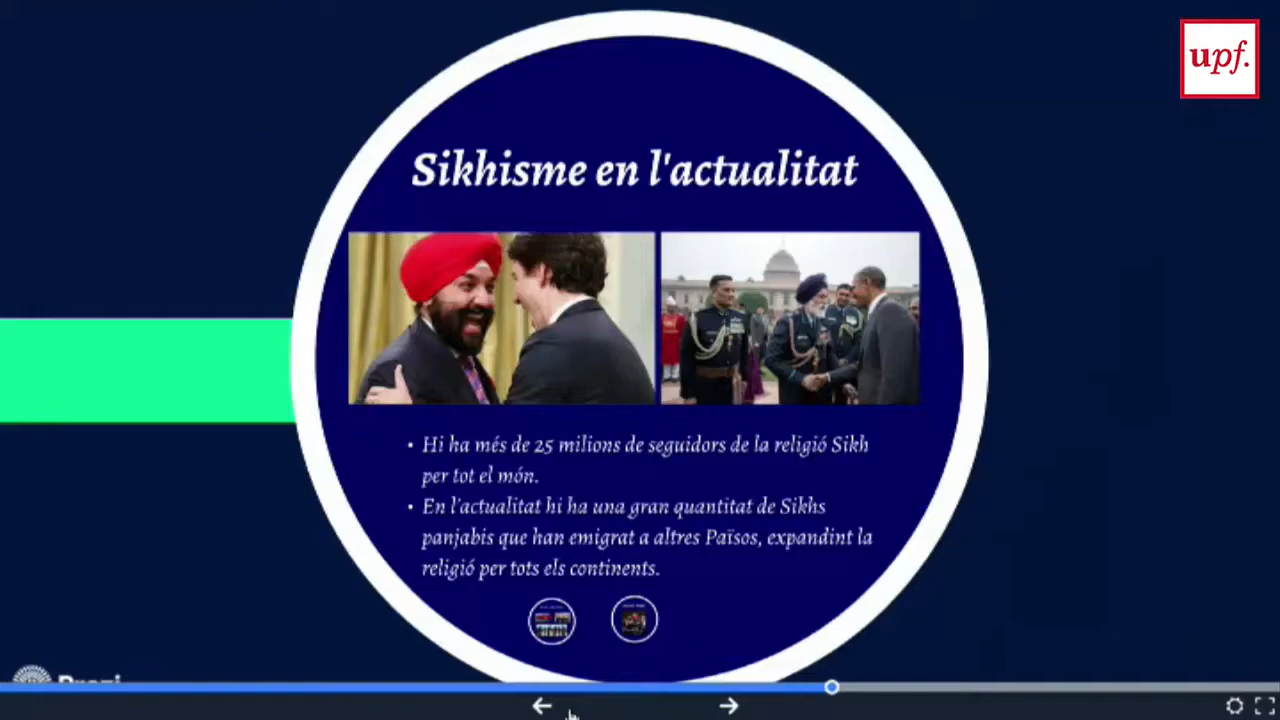 upf.
Sikhisme en l'actualitat
• Hi ha més de 25 milions de seguidors de la religió Sikh
per tot el món.
• En l'actualitat hi ha una gran quantitat de Sikhs
panjabis que han emigrat a altres Països, expandint la
religió per tots els continents.
Prezi